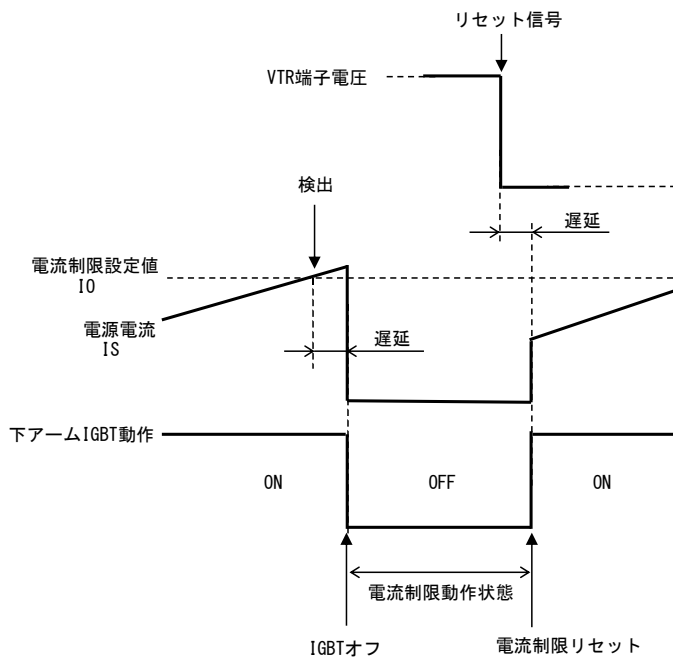 リセット信号
VTR端子電圧
検出
遅延
電流制限設定値
IO
電源電流
IS
遅延
下アームIGBT動作
ON
OFF
ON
電流制限動作状態
IGBTオフ
電流制限リセット